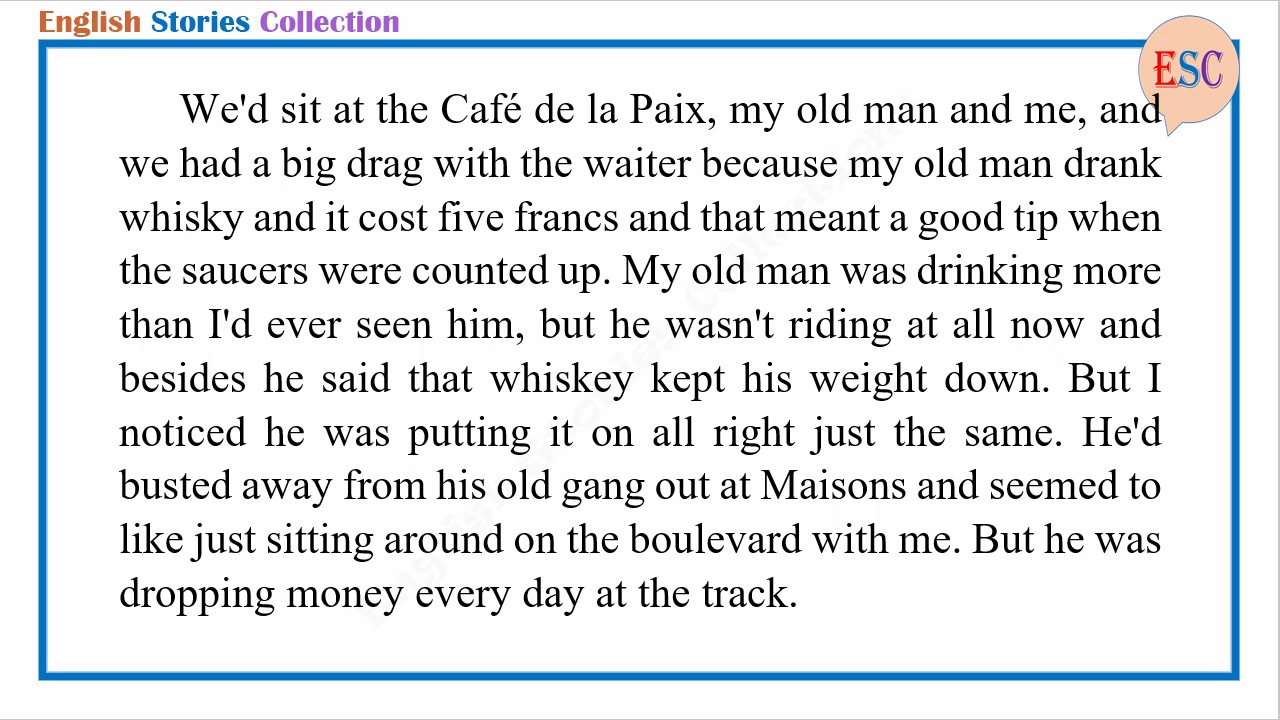 English Stories Collection
ESC
We'd sit at the Café de la Paix, my old man and me, and
we had a big drag with the waiter because my old man drank
whisky and it cost five francs and that meant a good tip when
the saucers were counted up. My old man was drinking more
than I'd ever seen him, but he wasn't riding at all now and
besides he said that whiskey kept his weight down. But I
noticed he was putting it on all right just the same. He'd
busted away from his old gang out at Maisons and seemed to
like just sitting around on the boulevard with me. But he was
dropping money every day at the track.
English Stories Collection